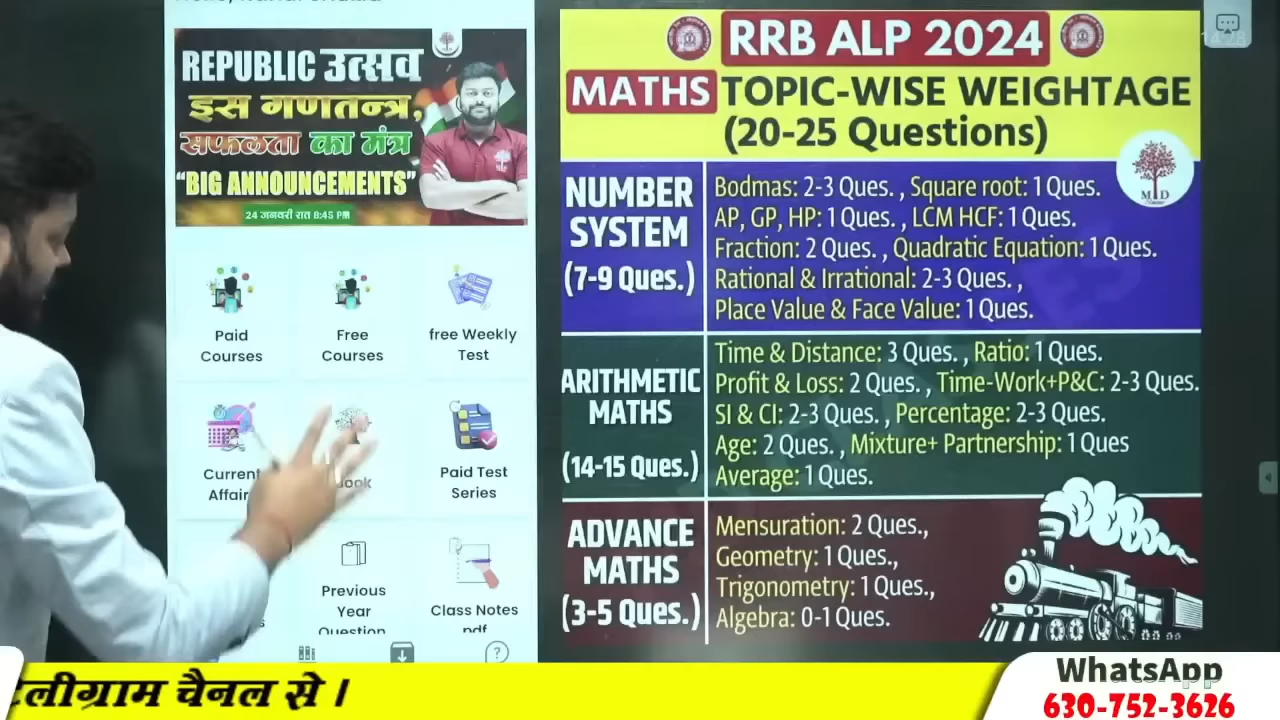 REPUBLIC उत्सव
इस गणतन्त्र,
सफलता का मंत्र
"BIG ANNOUNCEMENTS"
24 जनवरी रात 8:45 PM
Paid
Courses
Free
Courses
free Weekly
Test
Current
Affair
Paid Test
Series
Previous
Year
Question
Class Notes
pdf
RRB ALP 2024
MATHS TOPIC-WISE WEIGHTAGE
(20-25 Questions)
NUMBER
SYSTEM
(7-9 Ques.)
Bodmas: 2-3 Ques. , Square root: 1 Ques.
AP, GP, HP: 1 Ques. , LCM HCF: 1 Ques.
Fraction: 2 Ques. , Quadratic Equation: 1 Ques.
Rational & Irrational: 2-3 Ques. ,
Place Value & Face Value: 1 Ques.
ARITHMETIC
MATHS
(14-15 Ques.)
Time & Distance: 3 Ques. , Ratio: 1 Ques.
Profit & Loss: 2 Ques. , Time-Work+P&C: 2-3 Ques.
SI & CI: 2-3 Ques. , Percentage: 2-3 Ques.
Age: 2 Ques. , Mixture+ Partnership: 1 Ques
Average: 1 Ques.
ADVANCE
MATHS
(3-5 Ques.)
Mensuration: 2 Ques.,
Geometry: 1 Ques.,
Trigonometry: 1 Ques.,
Algebra: 0-1 Ques.
M D
चैनल से ।
WhatsApp
630-752-3626